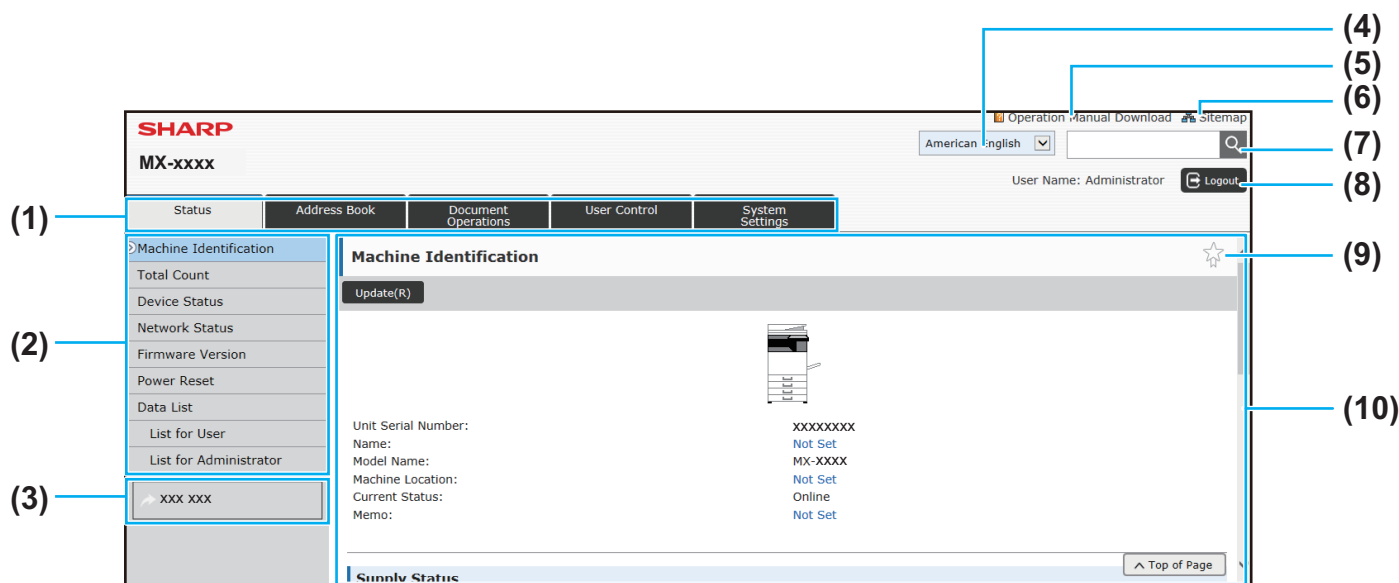 (4)
(5)
(6)
SHARP
Operation Manual Download Sitemap
American English
(7)
MX-xxxx
User Name: Administrator Logout
(8)
(1)
Status Address Book Document Operations User Control System Settings
(2)
Machine Identification
Total Count
Device Status
Network Status
Firmware Version
Power Reset
Data List
List for User
List for Administrator
(3)
xxx xxx
Machine Identification
(9)
Update(R)
(10)
Unit Serial Number: xxxxxxxx
Name: Not Set
Model Name: MX-XXXX
Machine Location: Not Set
Current Status: Online
Memo: Not Set
Top of Page
Supply Status